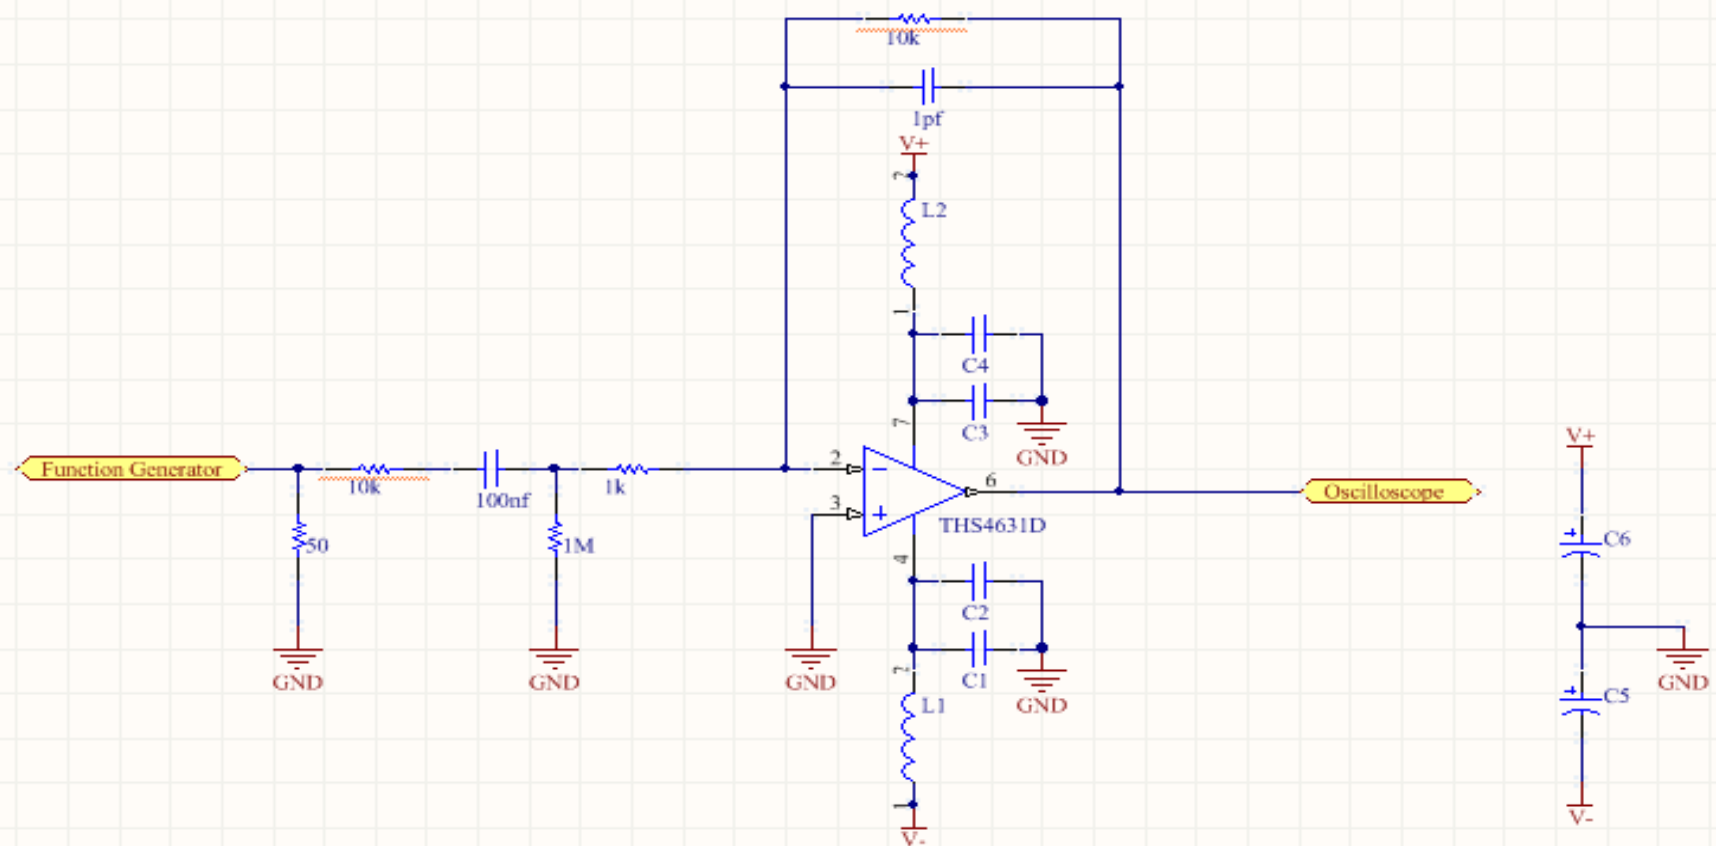 10k
1pf
V+
2
L2
1
C4
C3
7
GND
V+
Function Generator
10k
100nf
1k
2
3
6
Oscilloscope
THS4631D
50
1M
C6
4
C2
GND
GND
GND
C1
GND
GND
2
L1
C5
1
V-
V-